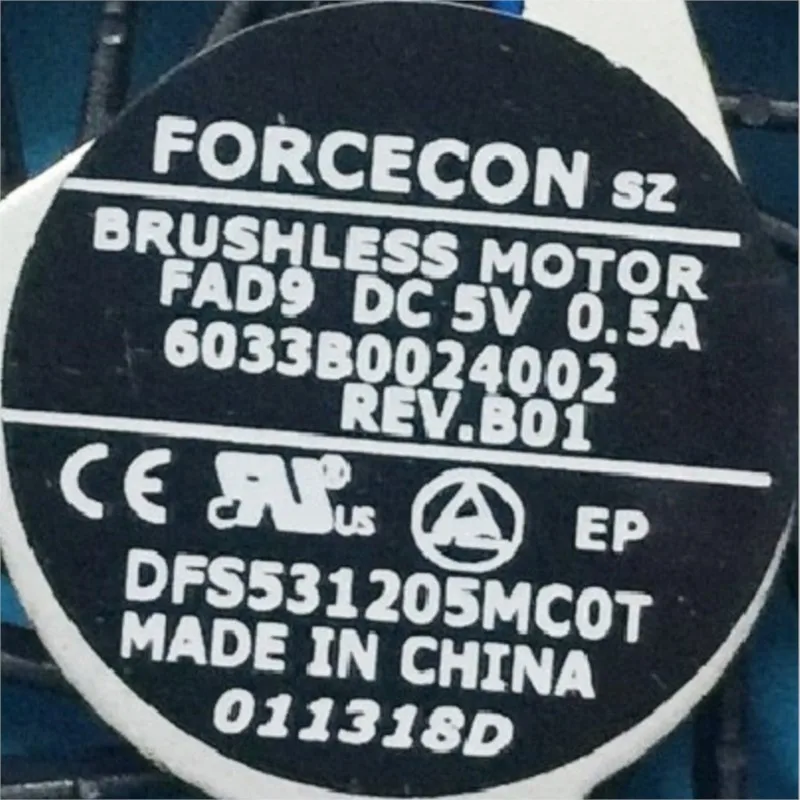 FORCECON SZ
BRUSHLESS MOTOR
FAD9 DC 5V 0.5A
6033B0024002
REV.B01
CE RU US EP
DFS531205MC0T
MADE IN CHINA
011318D